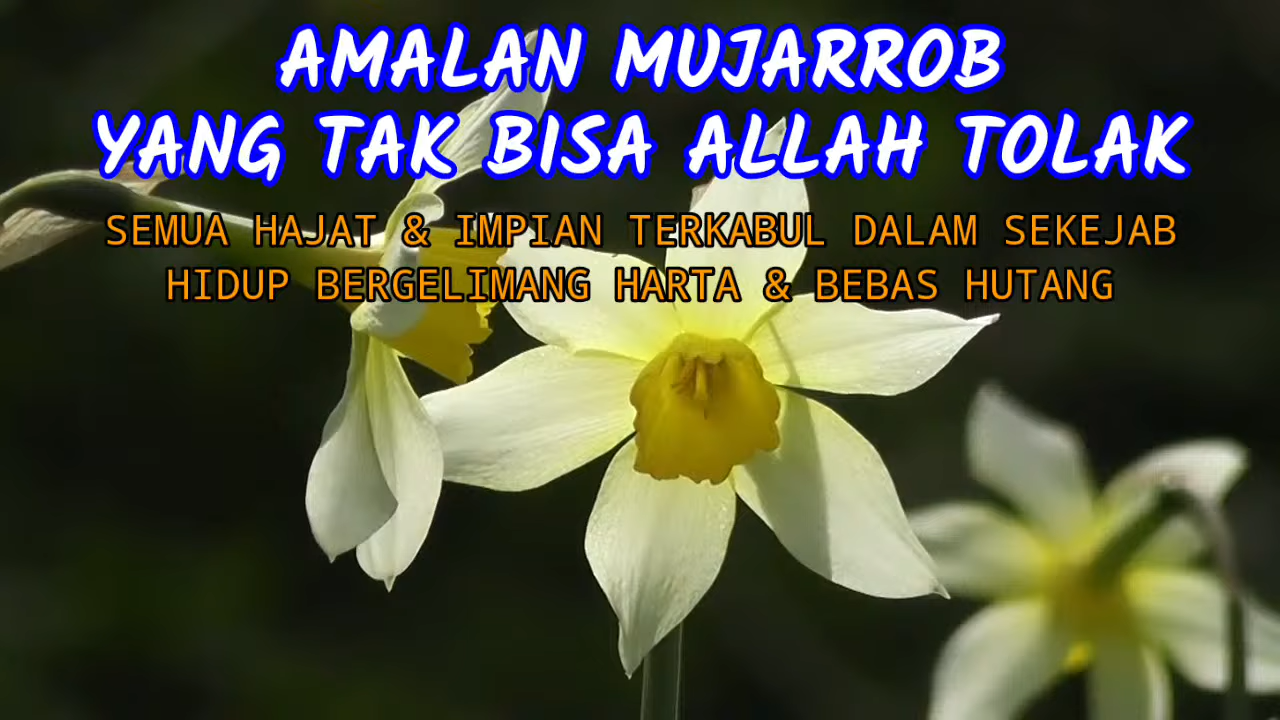 AMALAN MUJARROB
YANG TAK BISA ALLAH TOLAK
SEMUA HAJAT & IMPIAN TERKABUL DALAM SEKEJAB
HIDUP BERGELIMANG HARTA & BEBAS HUTANG